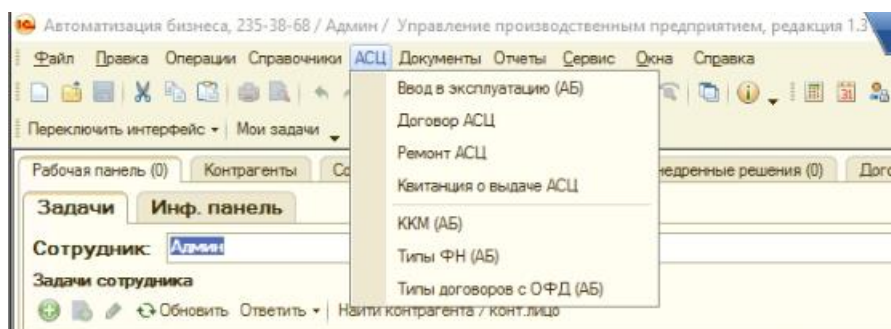 Автоматизация бизнеса, 235-38-68 / Админ / Управление производственным предприятием, редакция 1.3
Файл Правка Операции Справочники АСЦ Документы Отчеты Сервис Окна Справка
Ввод в эксплуатацию (АБ)
Переключить интерфейс Мои задачи
Договор АСЦ
Ремонт АСЦ
Рабочая панель (0) Контрагенты Со недренные решения (0) Дого
Квитанция о выдаче АСЦ
Задачи Инф. панель
ККМ (АБ)
Сотрудник: Админ
Типы ФН (АБ)
Задачи сотрудника
Типы договоров с ОФД (АБ)
Обновить Ответить Найти контрагента / конт.лицо